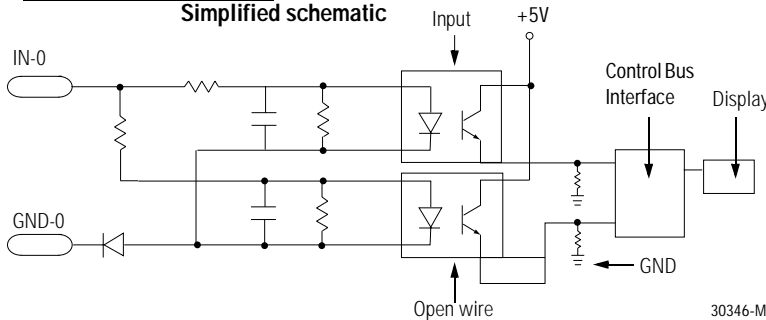 Simplified schematic
Input
+5V
IN-0
Control Bus
Interface
Display
GND-0
GND
Open wire
30346-M